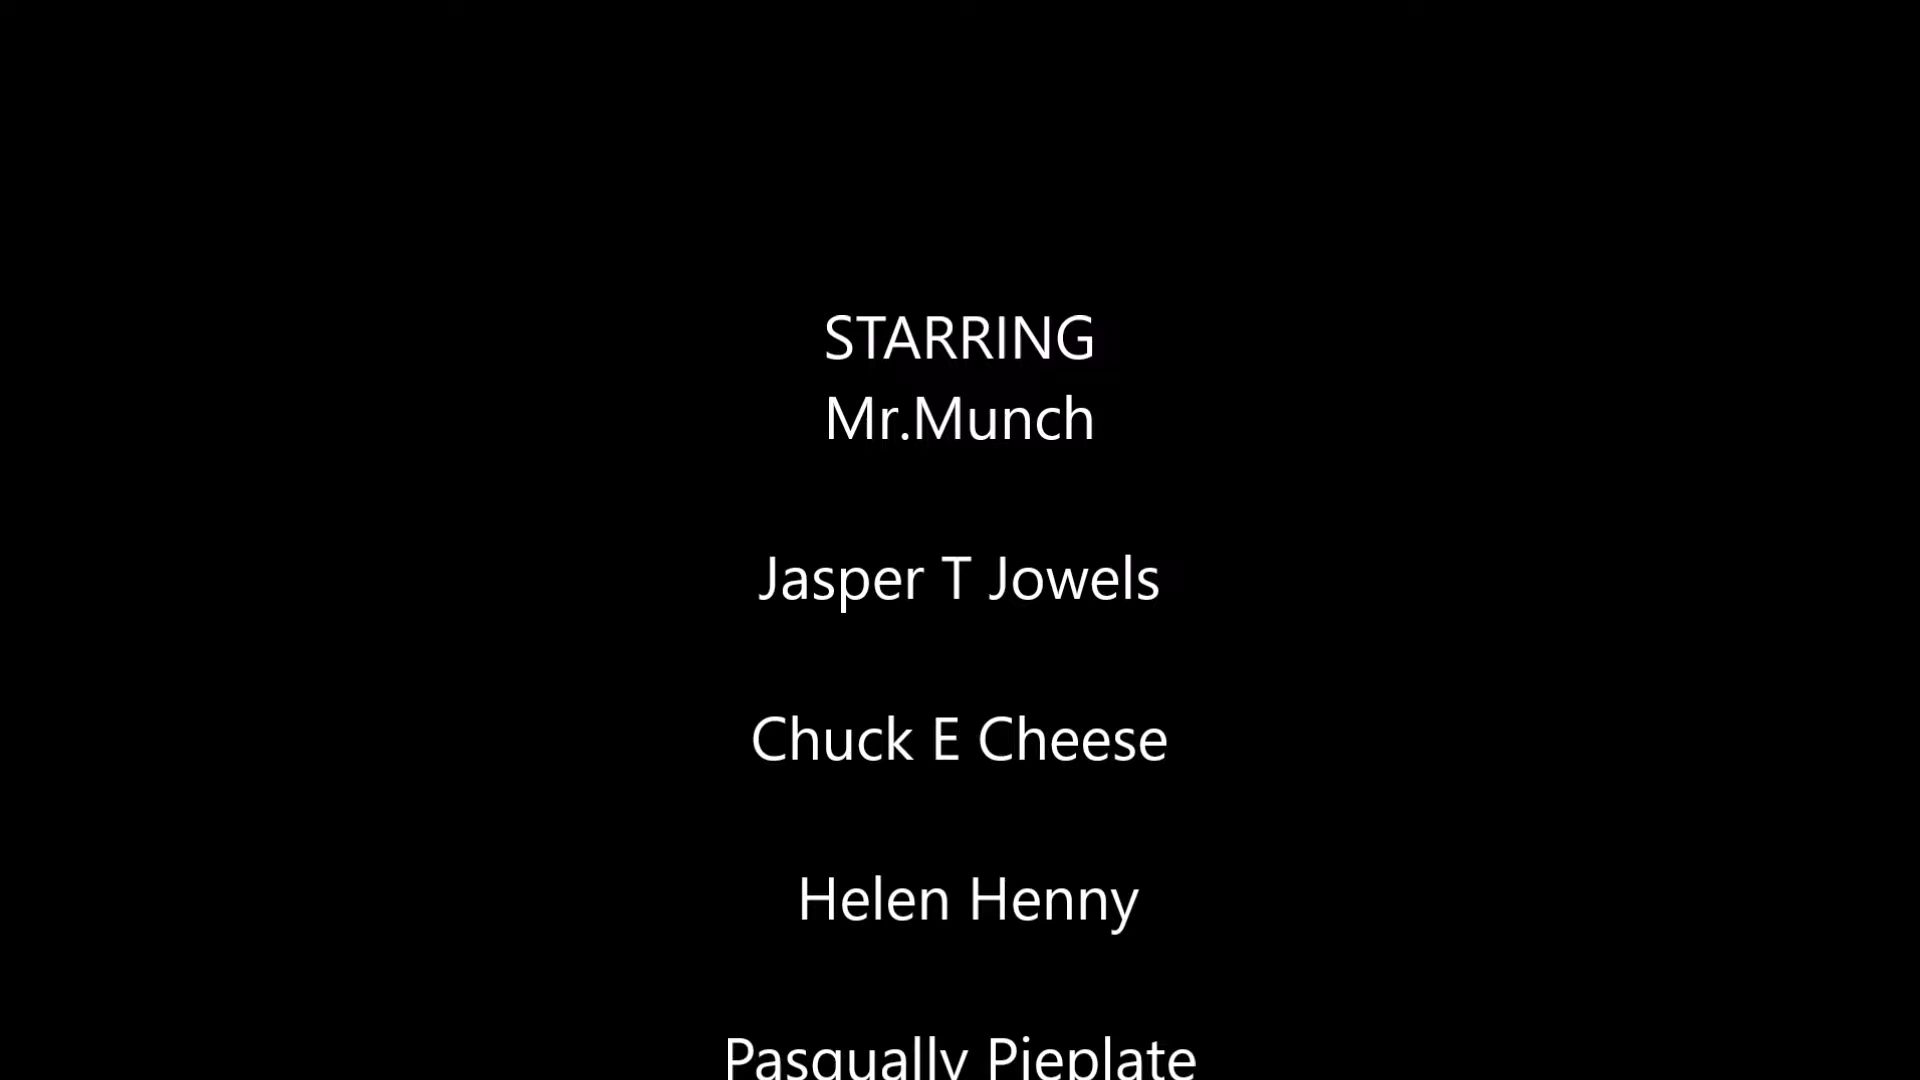 STARRING
Mr.Munch
Jasper T Jowels
Chuck E Cheese
Helen Henny
Pasqually Pieplate